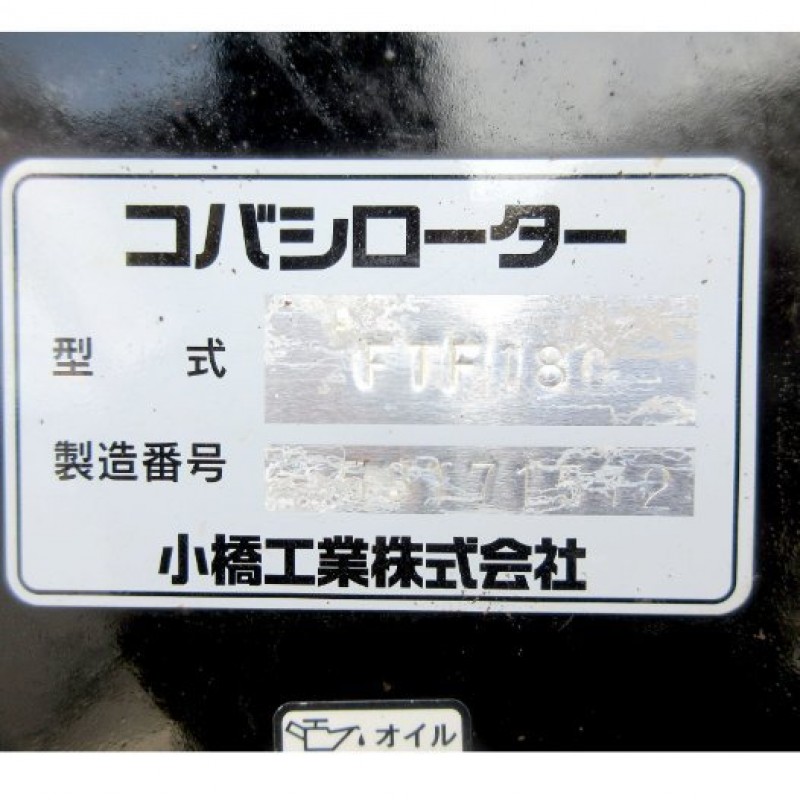 コバシローター
型 式 FTF180
製造番号
小橋工業株式会社
オイル